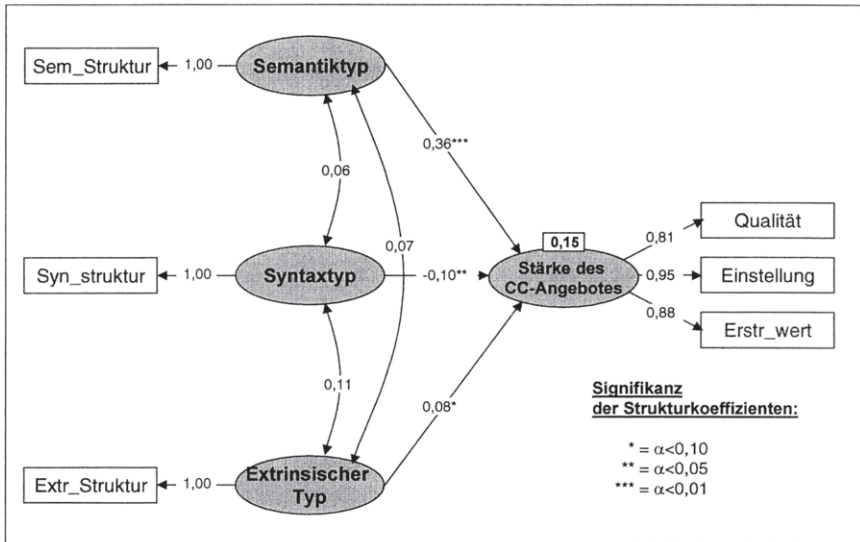 Sem_Struktur
1,00
Semantiktyp
0,36***
0,06
0,07
Syn_struktur
1,00
Syntaxtyp
-0,10**
0,15
Stärke des
CC-Angebotes
0,81
Qualität
0,95
Einstellung
0,88
Erstr_wert
0,11
0,08*
Extr_Struktur
1,00
Extrinsischer
Typ
Signifikanz
der Strukturkoeffizienten:
* = α<0,10
** = α<0,05
*** = α<0,01